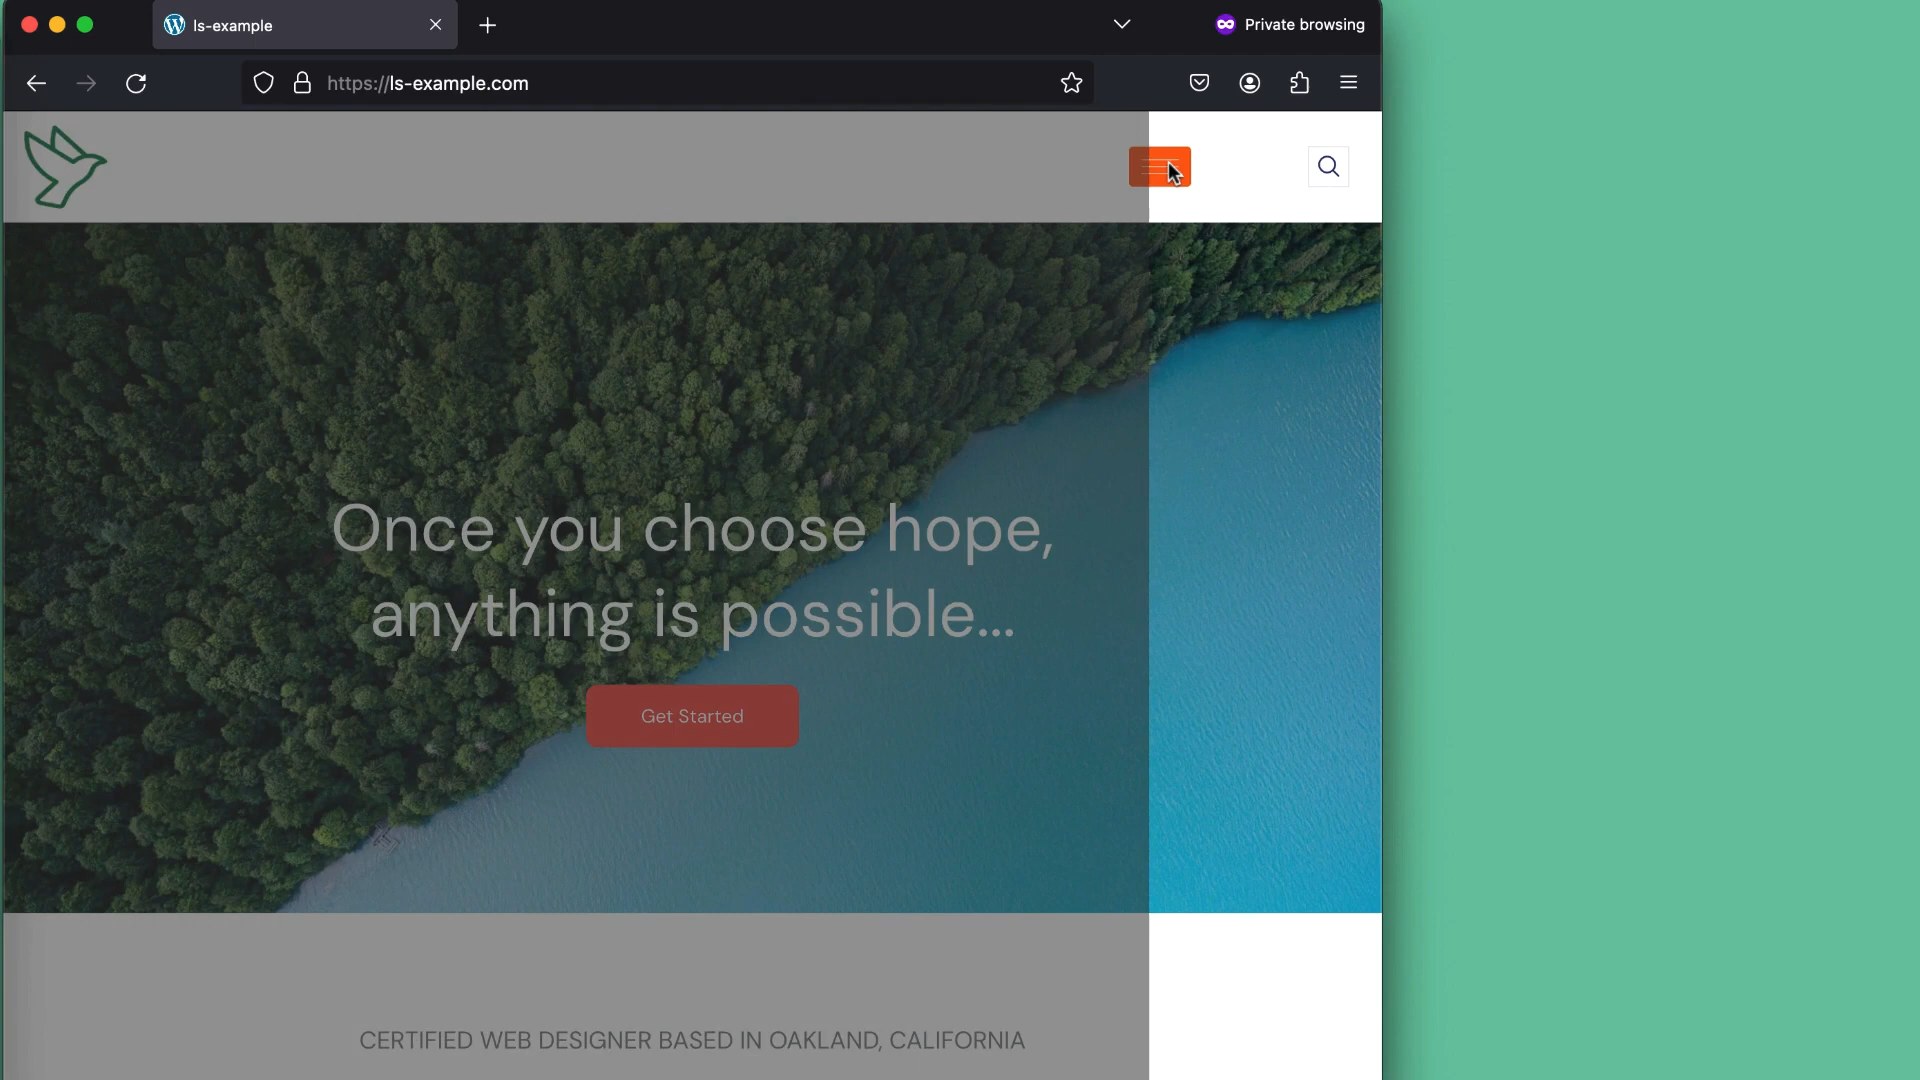 ls-example
Private browsing
https://ls-example.com
Once you choose hope,
anything is possible...
Get Started
CERTIFIED WEB DESIGNER BASED IN OAKLAND, CALIFORNIA